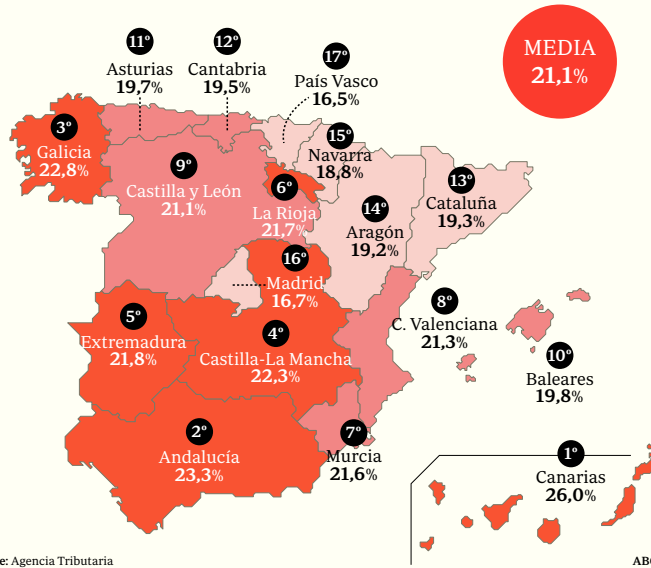 MEDIA
21,1%
11º
Asturias
19,7%
12º
Cantabria
19,5%
17º
País Vasco
16,5%
3º
Galicia
22,8%
15º
Navarra
18,8%
9º
Castilla y León
21,1%
6º
La Rioja
21,7%
13º
Cataluña
19,3%
14º
Aragón
19,2%
16º
Madrid
16,7%
8º
C. Valenciana
21,3%
5º
Extremadura
21,8%
4º
Castilla-La Mancha
22,3%
10º
Baleares
19,8%
2º
Andalucía
23,3%
7º
Murcia
21,6%
1º
Canarias
26,0%
e: Agencia Tributaria
AB